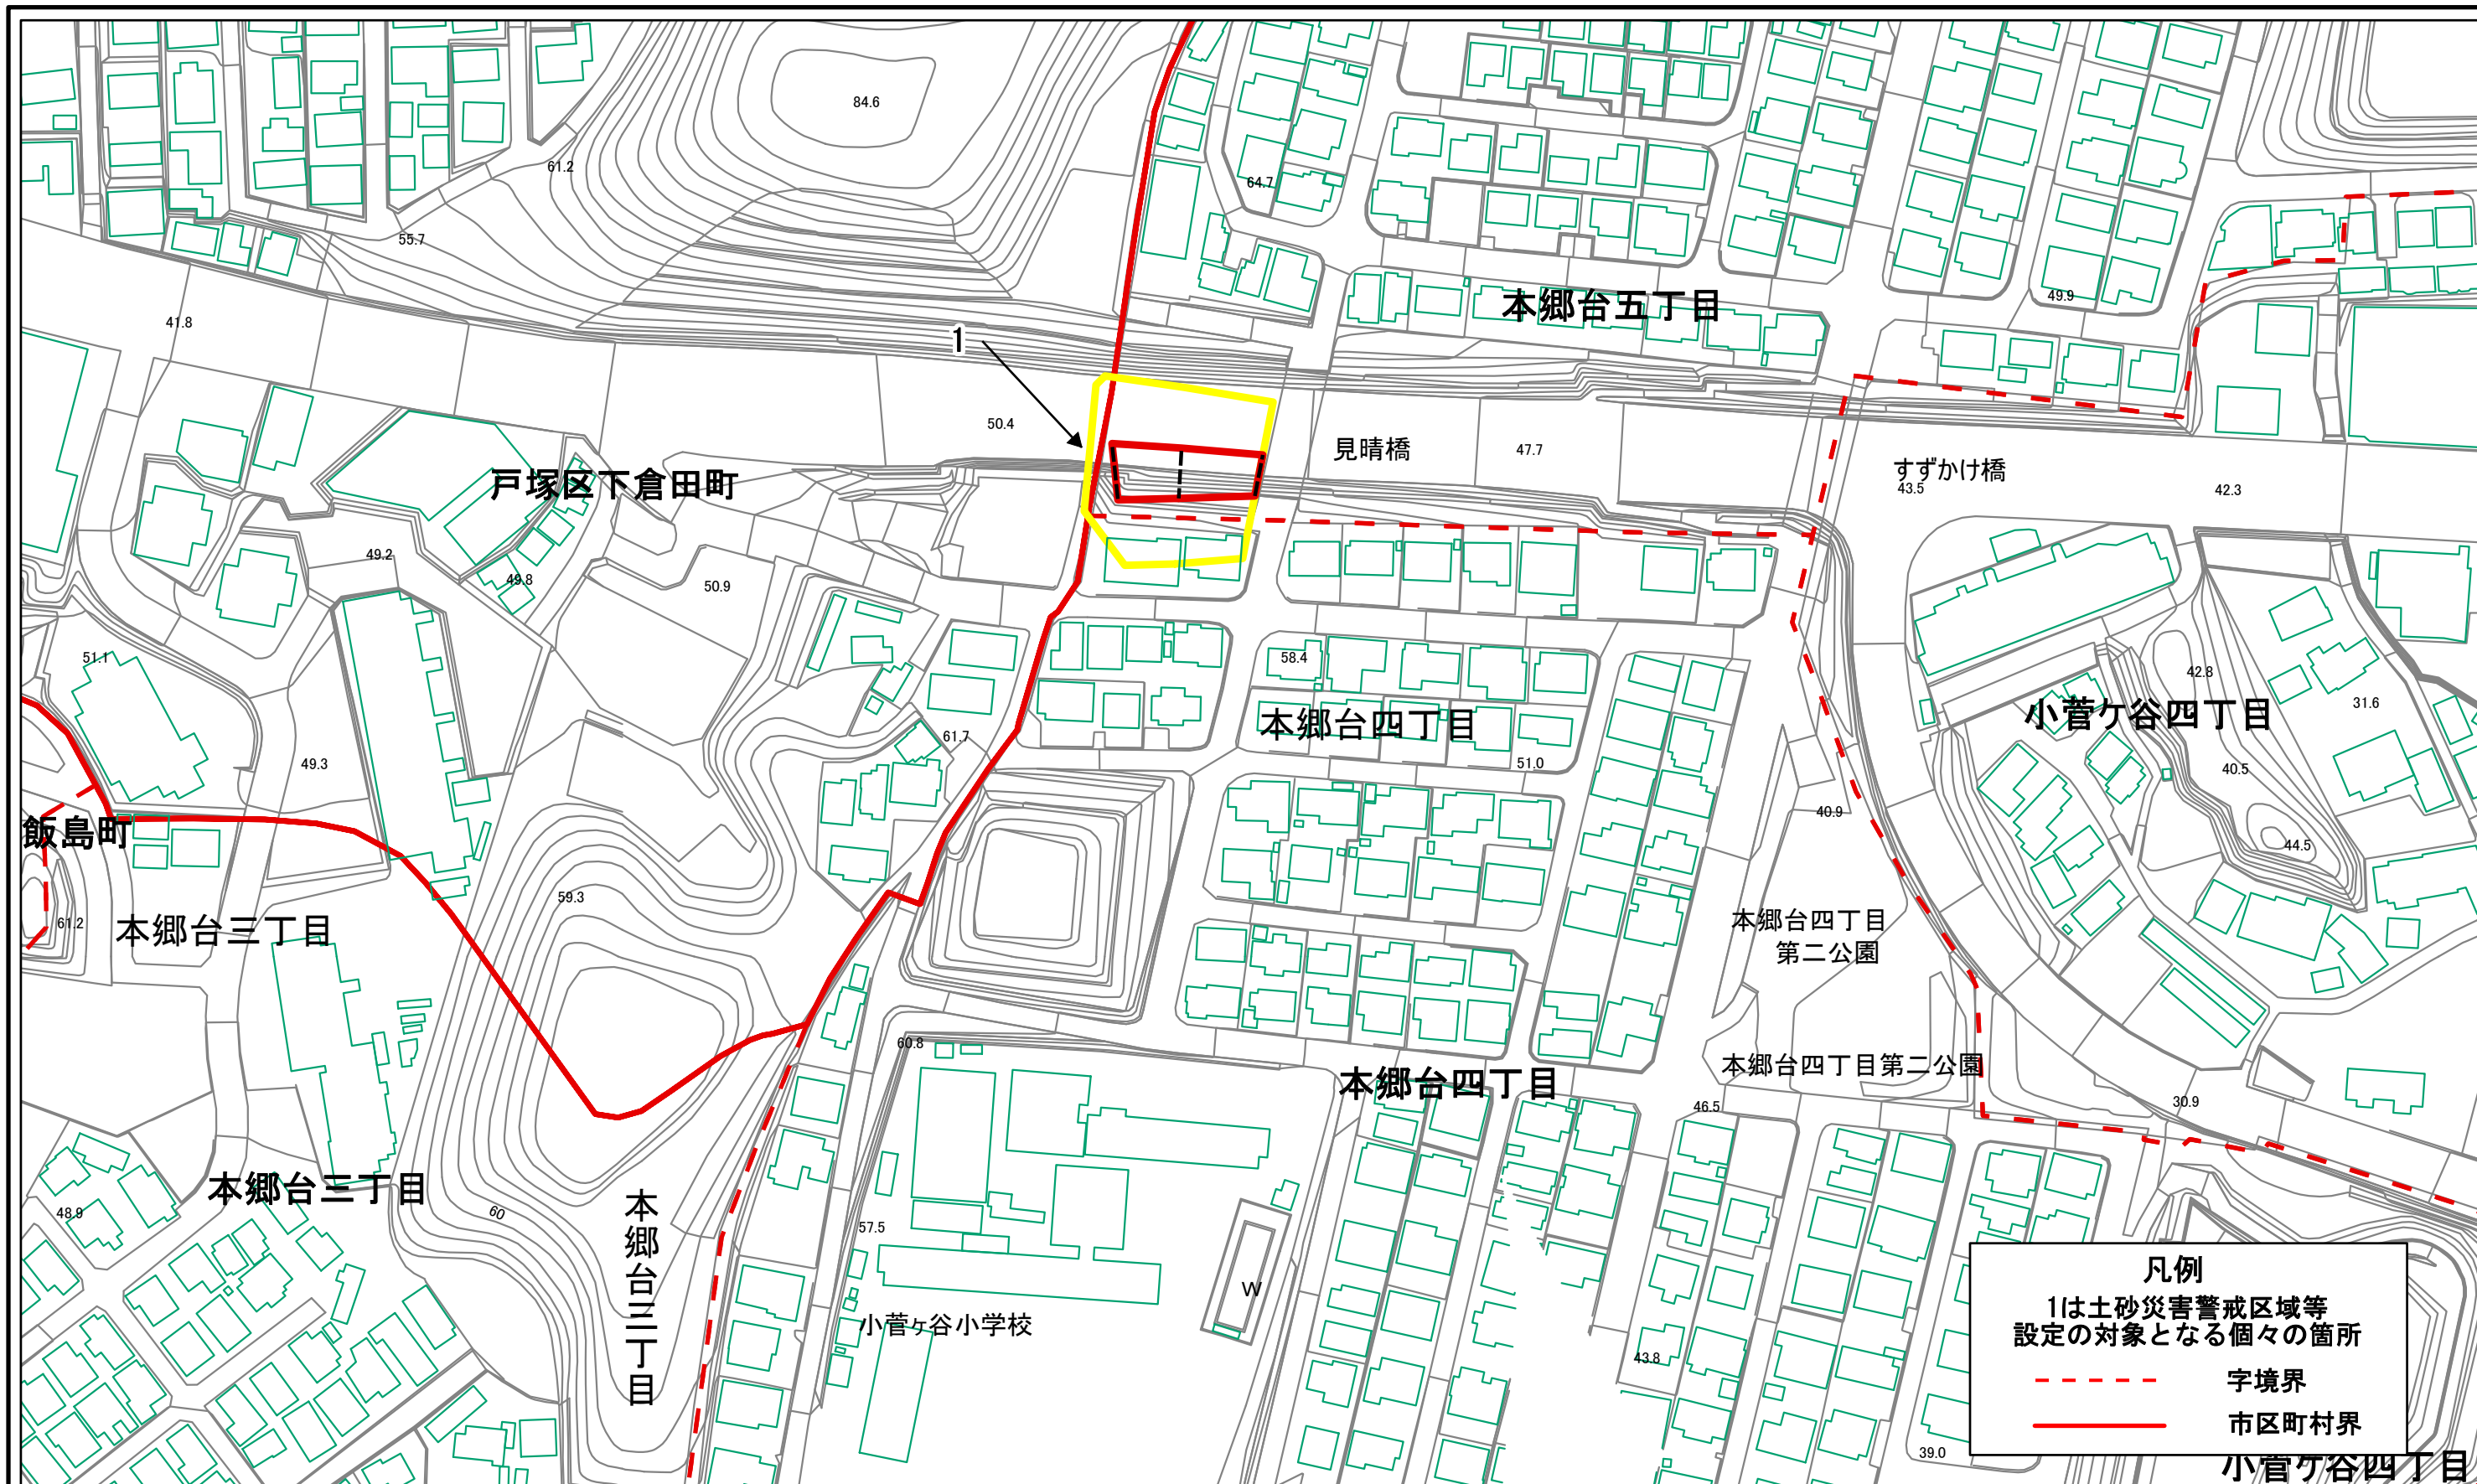 84.6
61.2
64.7
55.7
49.9
本郷台五丁目
41.8
1
50.4
見晴橋
47.7
すずかけ橋
43.5
42.3
戸塚区下倉田町
49.2
49.8
50.9
51.1
58.4
42.8
31.6
小菅ケ谷四丁目
本郷台四丁目
61.7
49.3
51.0
40.5
40.9
飯島町
44.5
59.3
61.2
本郷台三丁目
本郷台四丁目
第二公園
60.8
本郷台四丁目第二公園
本郷台四丁目
46.5
30.9
本郷台三丁目
48.9
60
本郷台三丁目
57.5
W
小菅ヶ谷小学校
43.8
凡例
1は土砂災害警戒区域等
設定の対象となる個々の箇所
字境界
市区町村界
39.0
小菅ケ谷四丁目